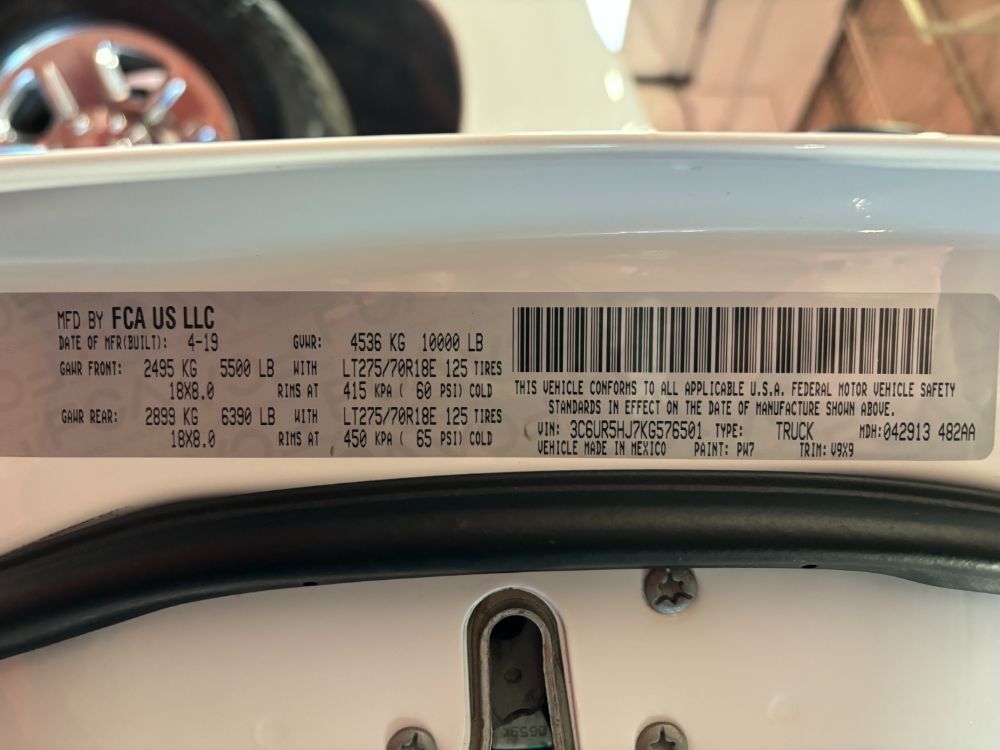 MFD BY FCA US LLC
DATE OF MFR(BUILT): 4-19 GVWR: 4536 KG 10000 LB
GAWR FRONT: 2495 KG 5500 LB WITH LT275/70R18E 125 TIRES
18X8.0 RIMS AT 415 KPA ( 60 PSI) COLD
GAWR REAR: 2899 KG 6390 LB WITH LT275/70R18E 125 TIRES
18X8.0 RIMS AT 450 KPA ( 65 PSI) COLD
THIS VEHICLE CONFORMS TO ALL APPLICABLE U.S.A. FEDERAL MOTOR VEHICLE SAFETY
STANDARDS IN EFFECT ON THE DATE OF MANUFACTURE SHOWN ABOVE.
VIN: 3C6UR5HJ7KG576501 TYPE: TRUCK MDH:042913 482AA
VEHICLE MADE IN MEXICO PAINT: PW7 TRIM: V9X9